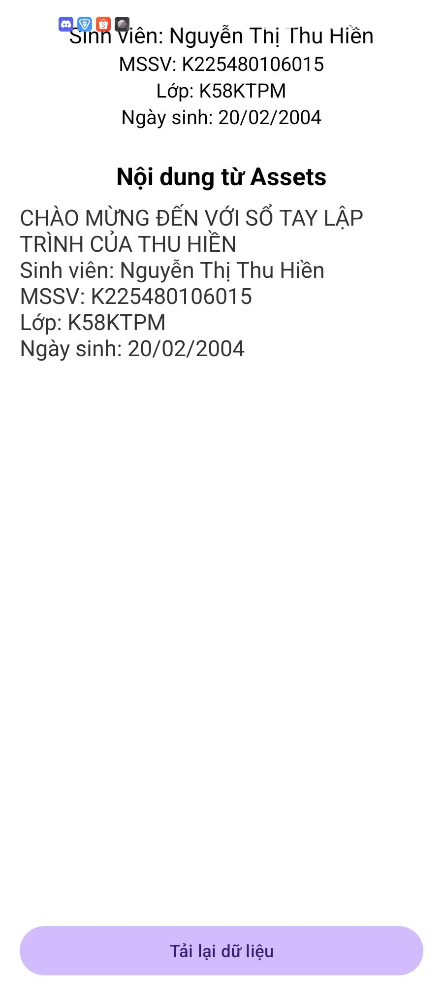 Sinh viên: Nguyễn Thị Thu Hiền
MSSV: K225480106015
Lớp: K58KTPM
Ngày sinh: 20/02/2004
Nội dung từ Assets
CHÀO MỪNG ĐẾN VỚI SỔ TAY LẬP
TRÌNH CỦA THU HIỀN
Sinh viên: Nguyễn Thị Thu Hiền
MSSV: K225480106015
Lớp: K58KTPM
Ngày sinh: 20/02/2004
Tải lại dữ liệu